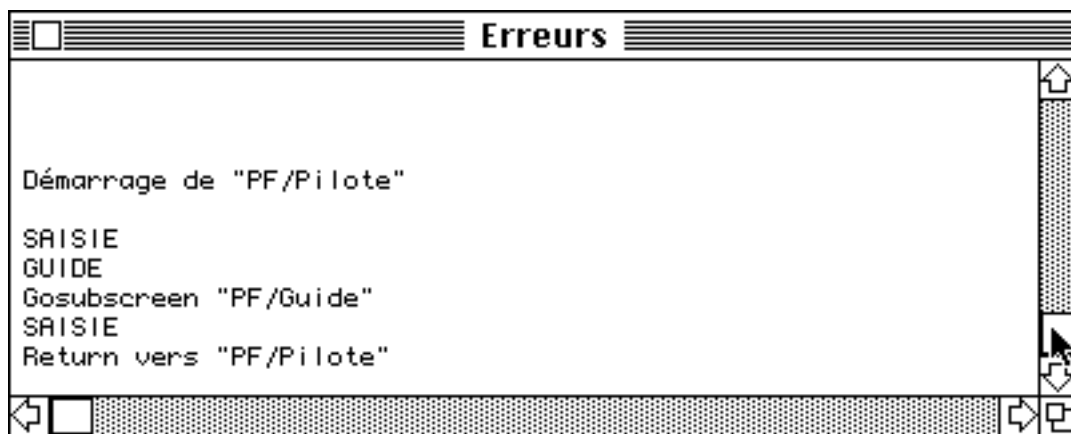 Erreurs
Démarrage de "PF/Pilote"
SAISIE
GUIDE
Gosubscreen "PF/Guide"
SAISIE
Return vers "PF/Pilote"